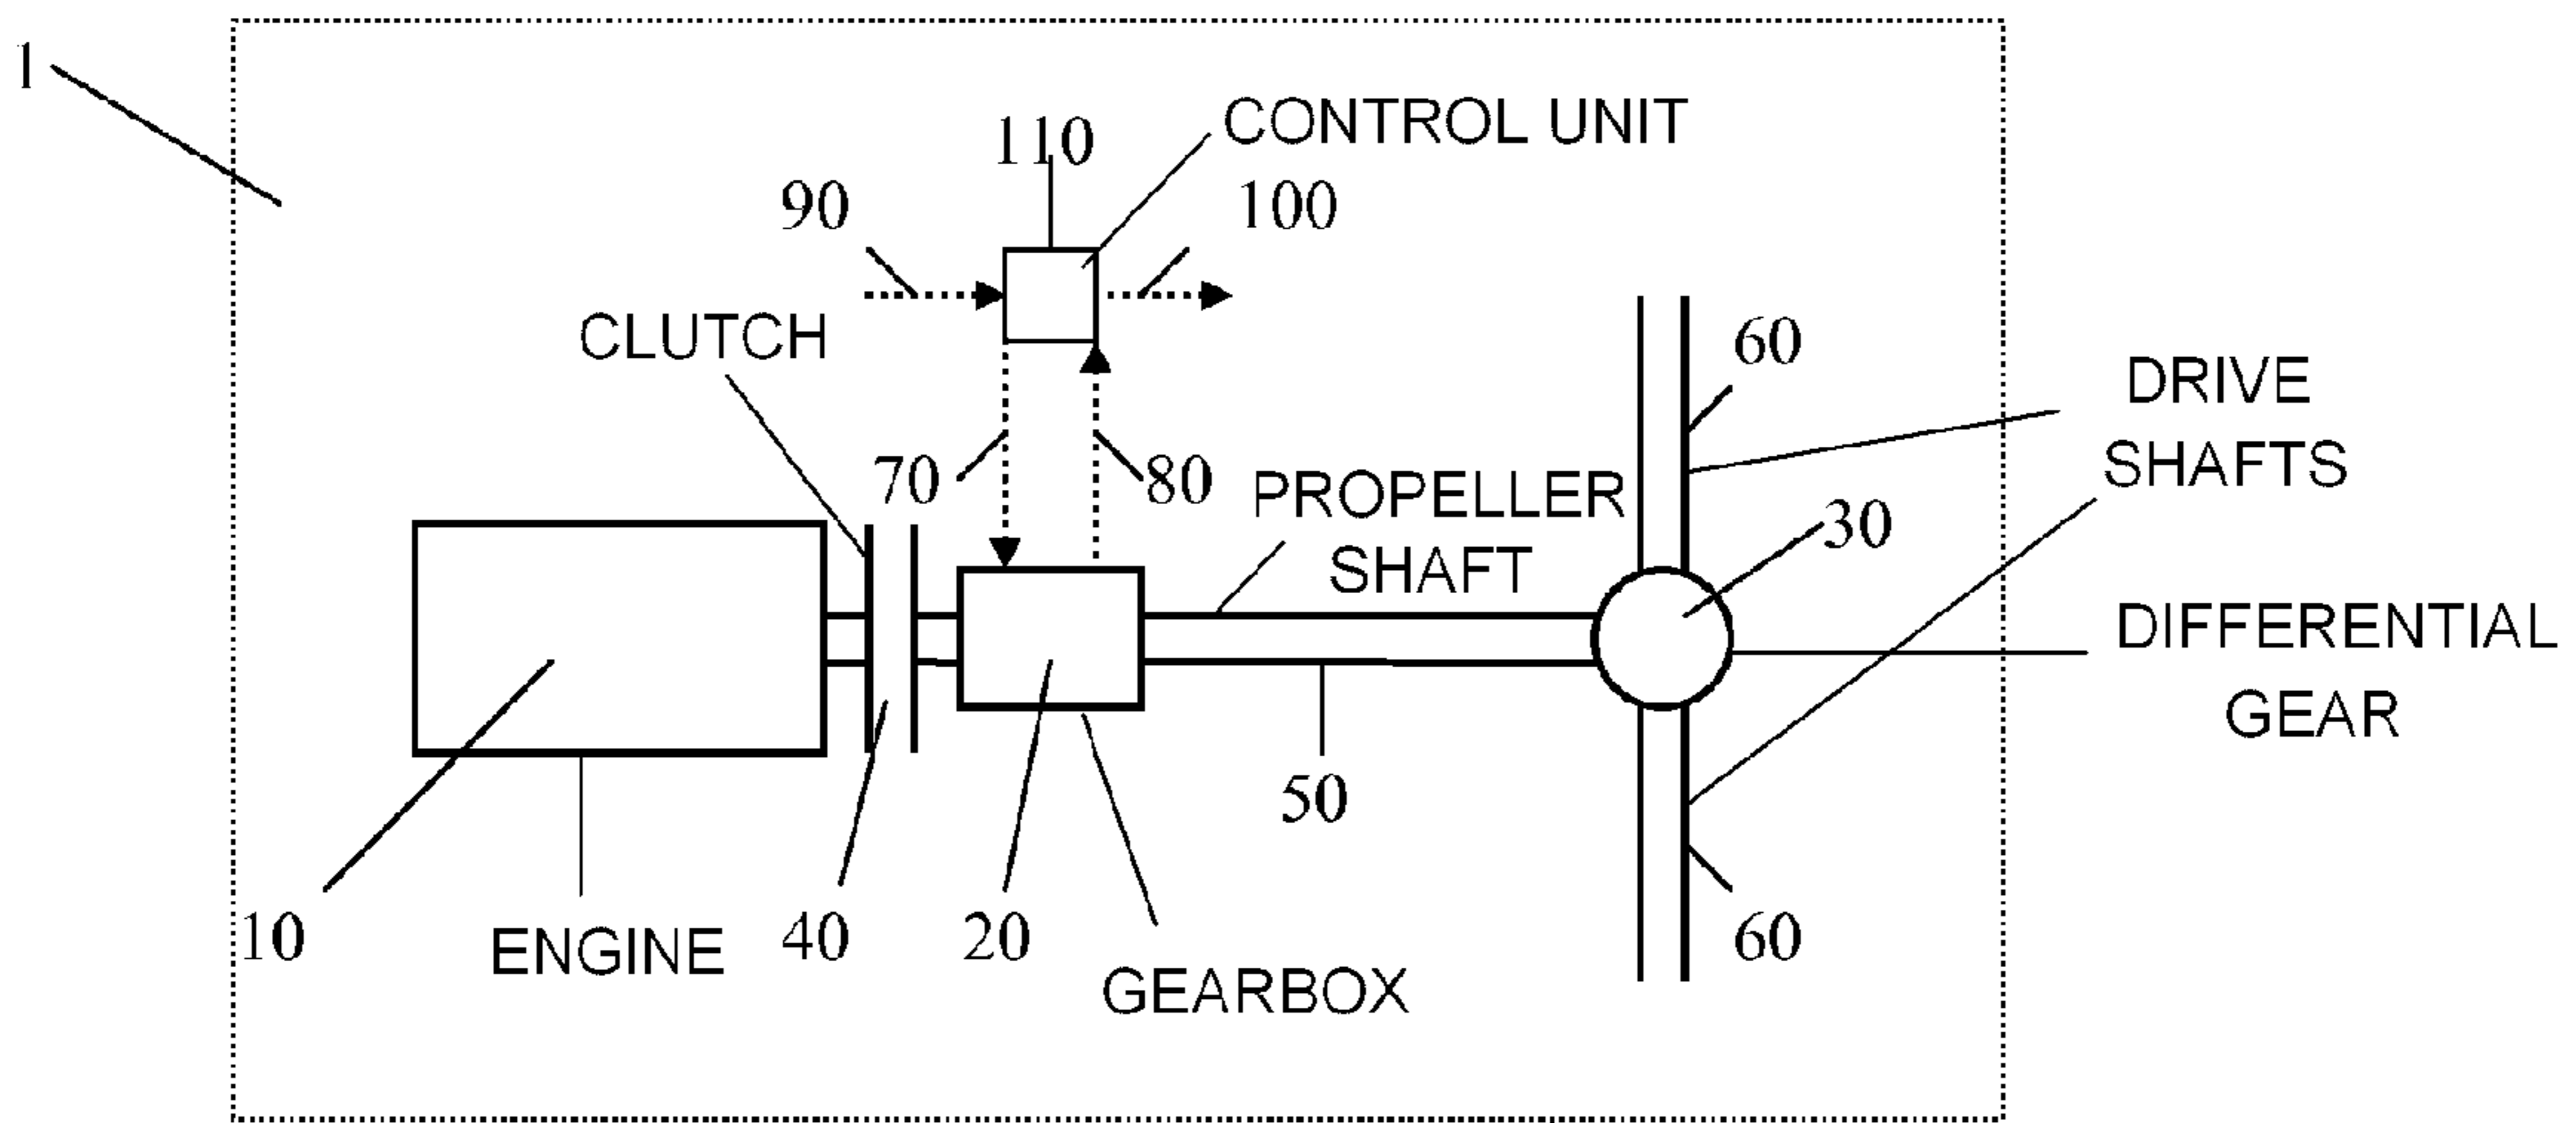 1
110
CONTROL UNIT
90
100
CLUTCH
60
DRIVE
SHAFTS
70
80
PROPELLER
SHAFT
30
DIFFERENTIAL
GEAR
50
10
ENGINE
40
20
GEARBOX
60